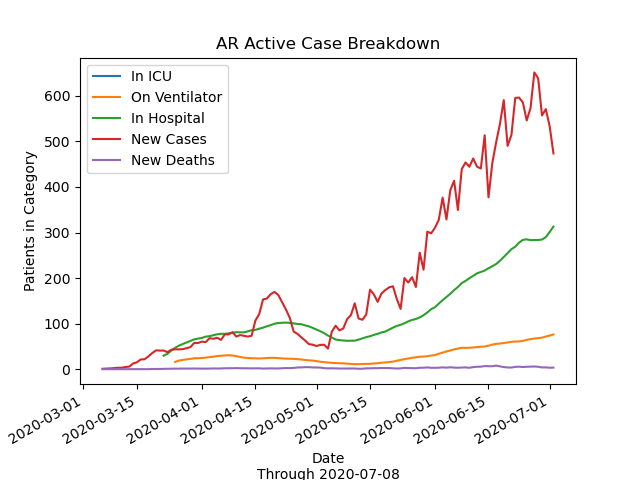 AR Active Case Breakdown
In ICU
On Ventilator
In Hospital
New Cases
New Deaths
Patients in Category
600
500
400
300
200
100
0
2020-03-01
2020-03-15
2020-04-01
2020-04-15
2020-05-01
2020-05-15
2020-06-01
2020-06-15
2020-07-01
Date
Through 2020-07-08